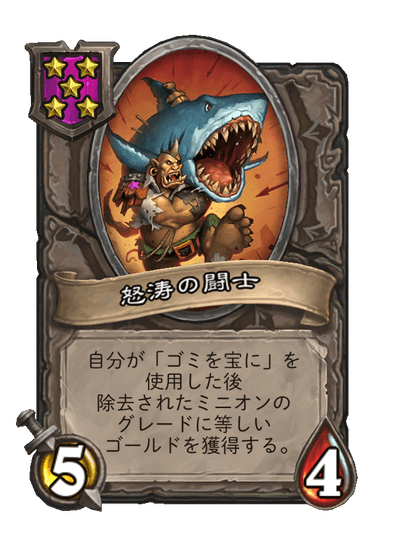 怒涛の闘士
自分が「ゴミを宝に」を
使用した後
除去されたミニオンの
グレードに等しい
ゴールドを獲得する。
5
4